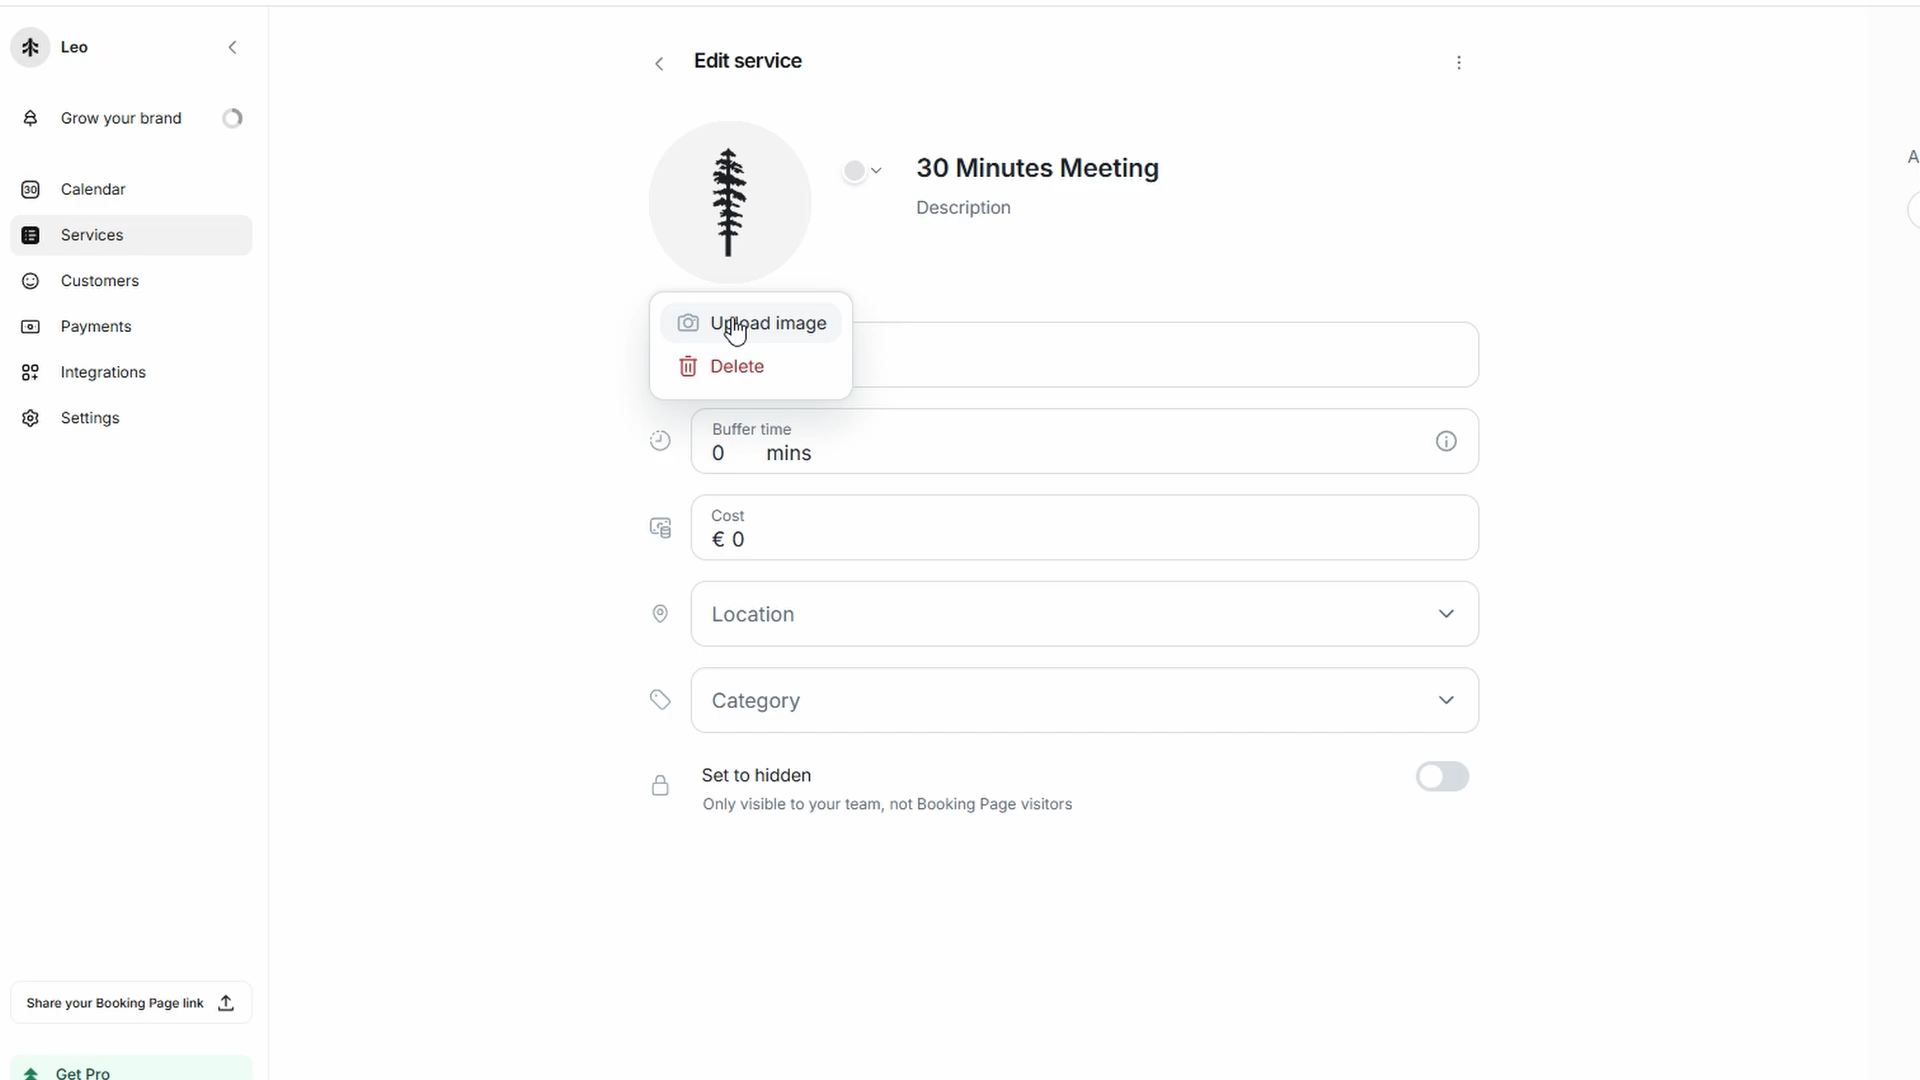 Leo
Grow your brand
30 Calendar
Services
Customers
Payments
Integrations
Settings
Share your Booking Page link
Get Pro
Edit service
30 Minutes Meeting
Description
Upload image
Delete
Buffer time
0 mins
Cost
€ 0
Location
Category
Set to hidden
Only visible to your team, not Booking Page visitors
A